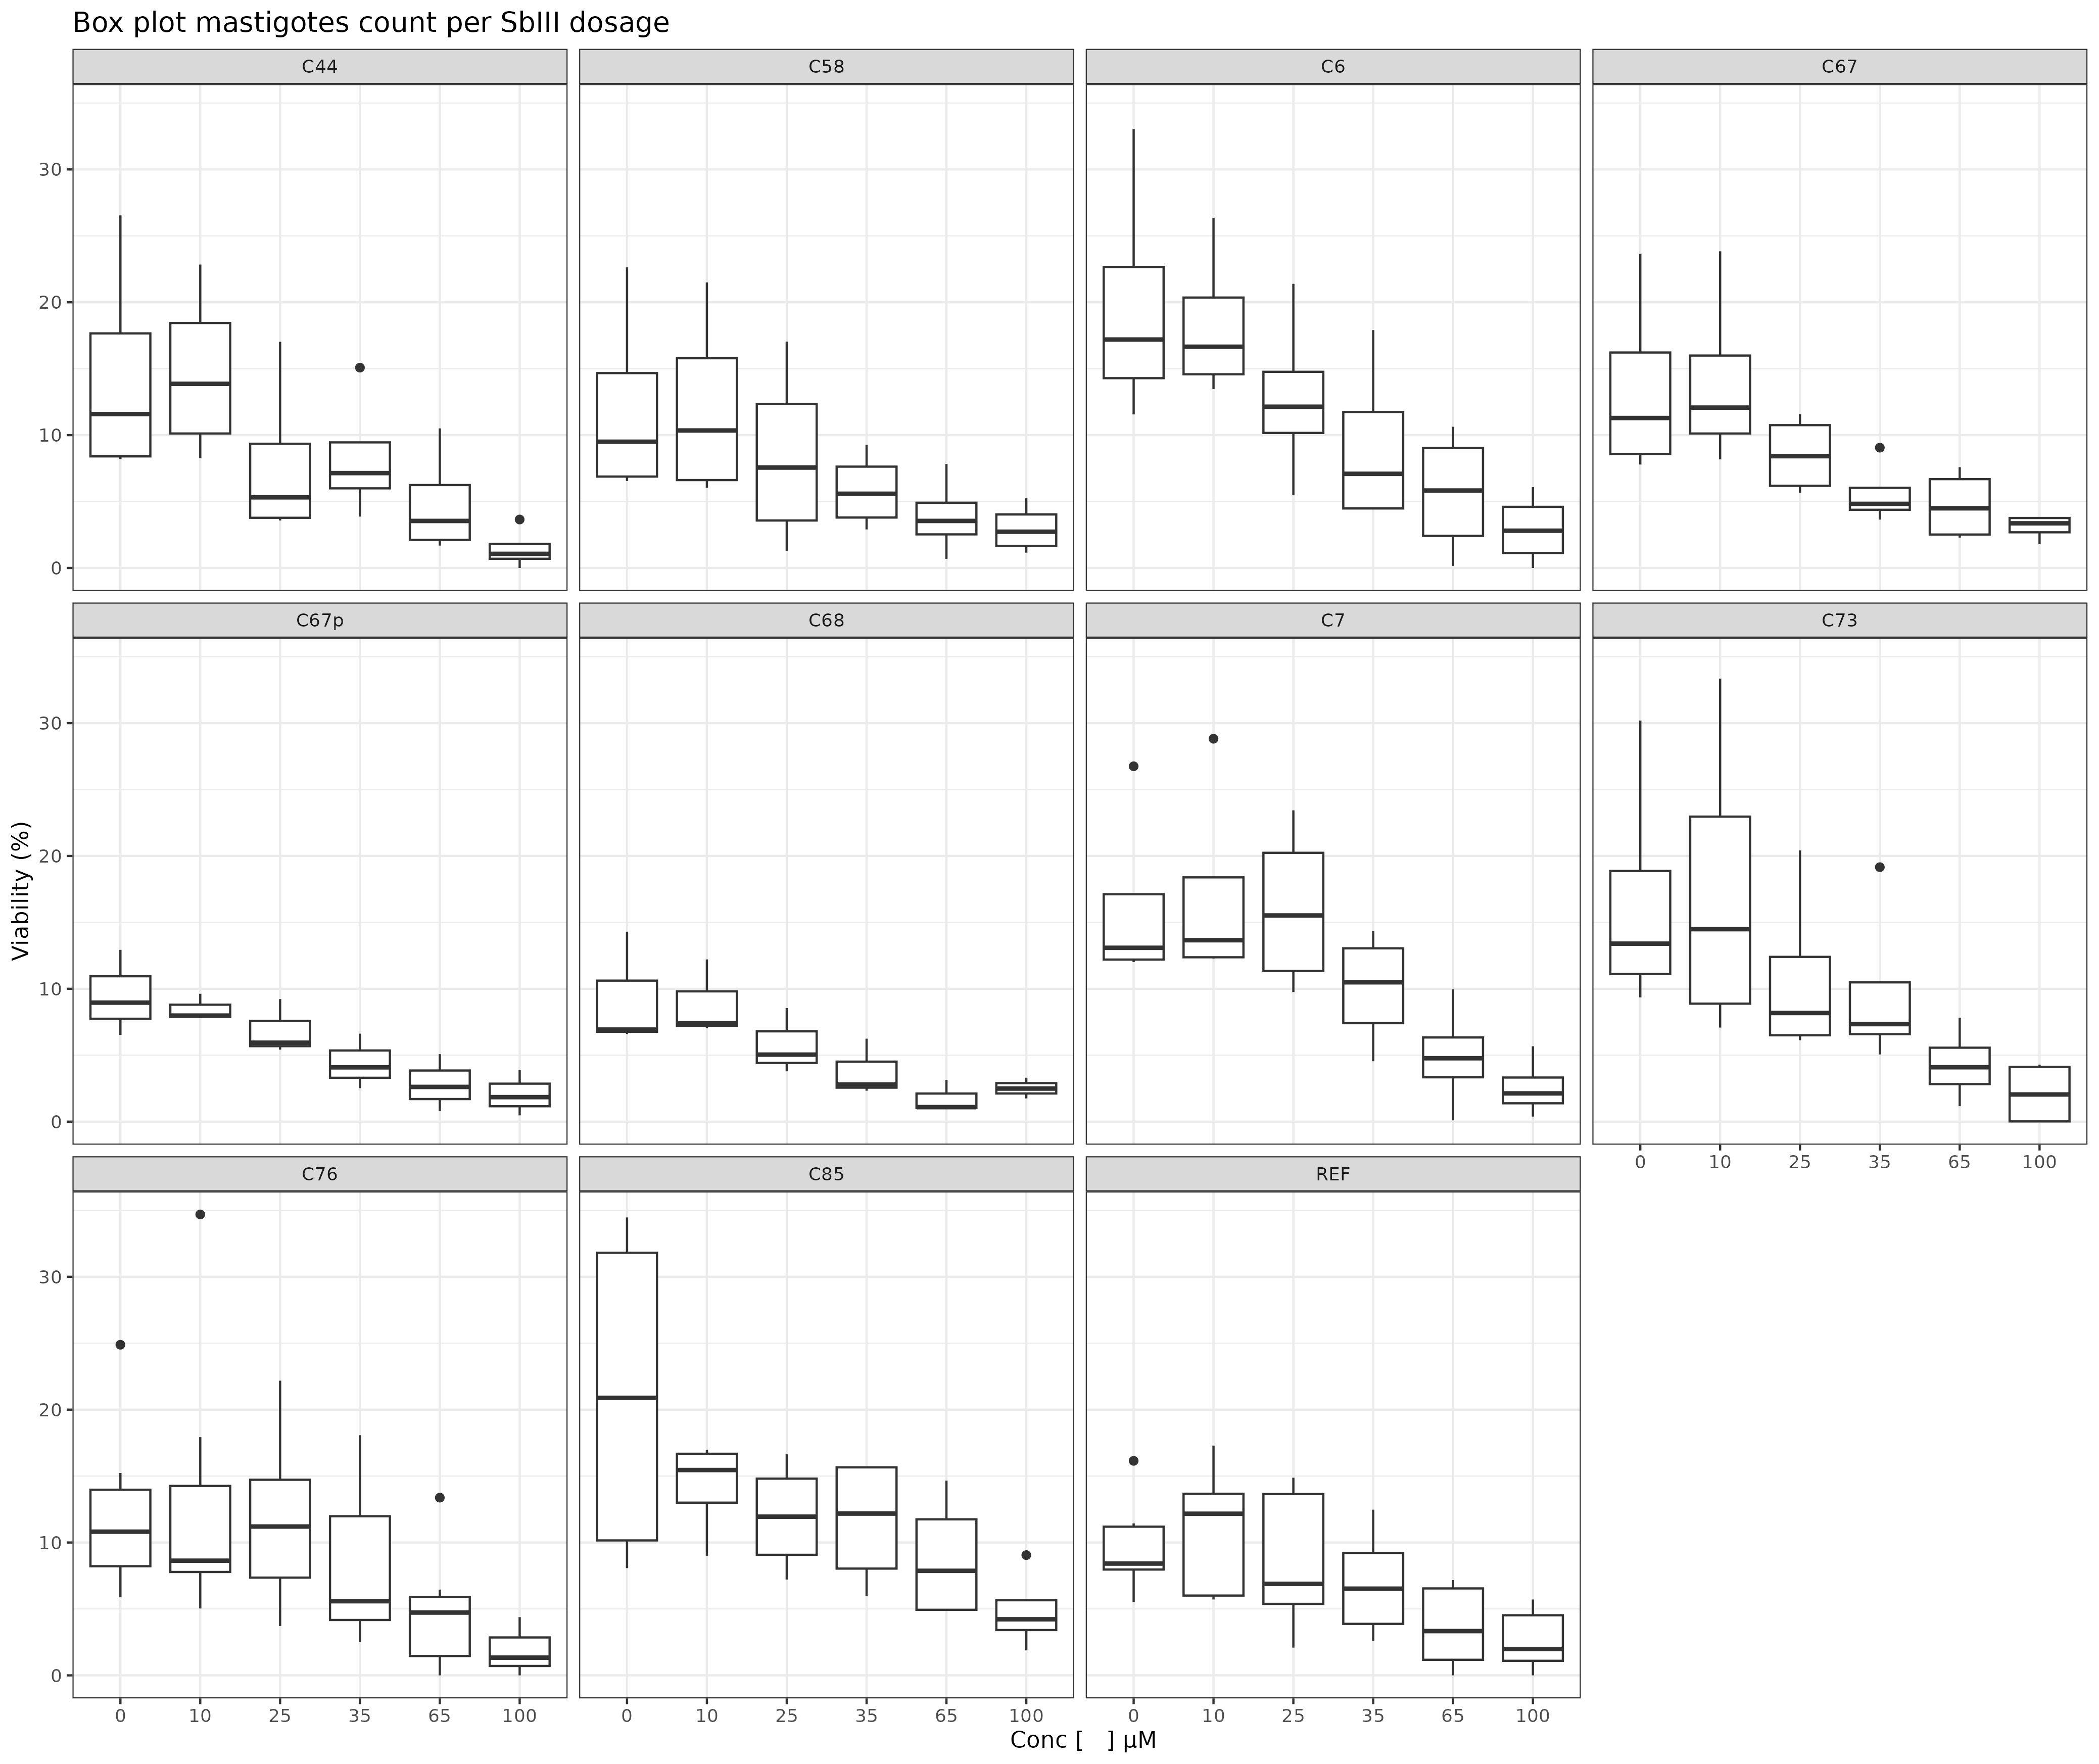 Box plot mastigotes count per SbIII dosage
C44 C58 C6 C67
30
20
10
0
C67p C68 C7 C73
30
20
10
0
0 10 25 35 65 100
C76 C85 REF
30
20
10
0
0 10 25 35 65 100 0 10 25 35 65 100 0 10 25 35 65 100
Viability (%)
Conc [ ] µM